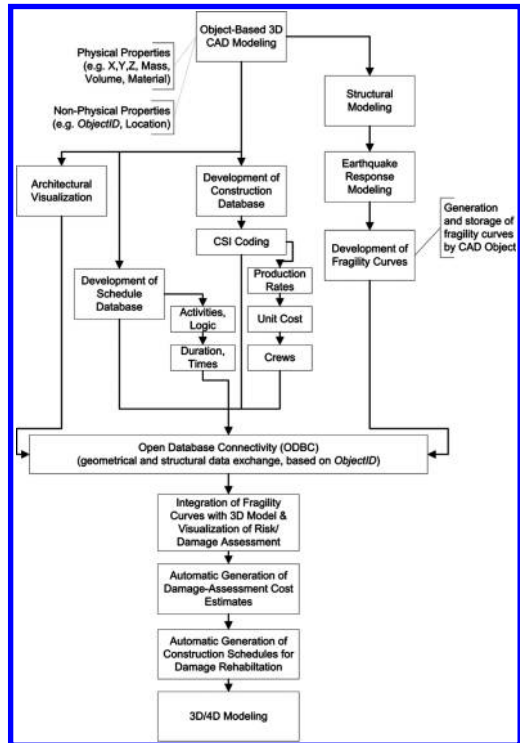 Object-Based 3D
CAD Modeling
Physical Properties
(e.g. X,Y,Z, Mass,
Volume, Material)
Non-Physical Properties
(e.g. ObjectID, Location)
Structural
Modeling
Architectural
Visualization
Development of
Construction
Database
Earthquake
Response
Modeling
Generation
and storage of
fragility curves
by CAD Object
CSI Coding
Development of
Fragility Curves
Development of
Schedule
Database
Production
Rates
Activities,
Logic
Unit Cost
Duration,
Times
Crews
Open Database Connectivity (ODBC)
(geometrical and structural data exchange, based on ObjectID)
Integration of Fragility
Curves with 3D Model &
Visualization of Risk/
Damage Assessment
Automatic Generation of
Damage-Assessment Cost
Estimates
Automatic Generation of
Construction Schedules for
Damage Rehabiltation
3D/4D Modeling